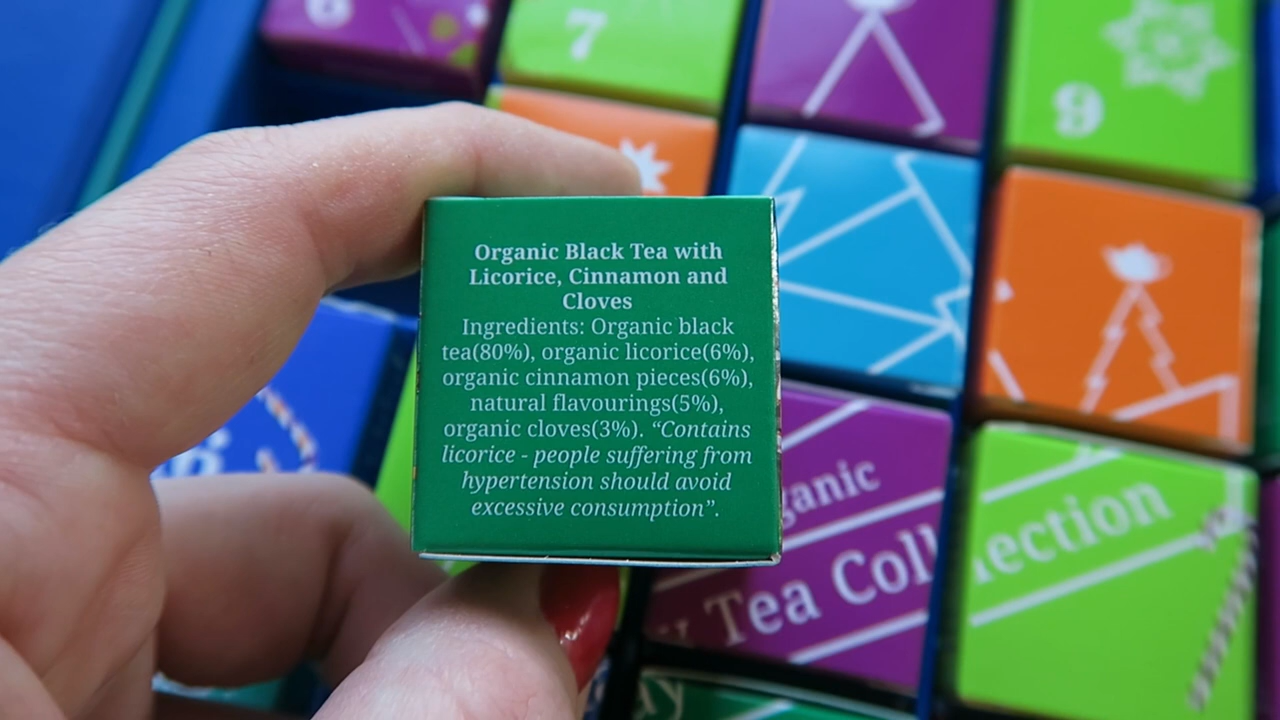 6
7
9
Organic Black Tea with
Licorice, Cinnamon and
Cloves
Ingredients: Organic black
tea(80%), organic licorice(6%),
organic cinnamon pieces(6%),
natural flavourings(5%),
organic cloves(3%). “Contains
licorice - people suffering from
hypertension should avoid
excessive consumption”.
ganic
Tea Collection